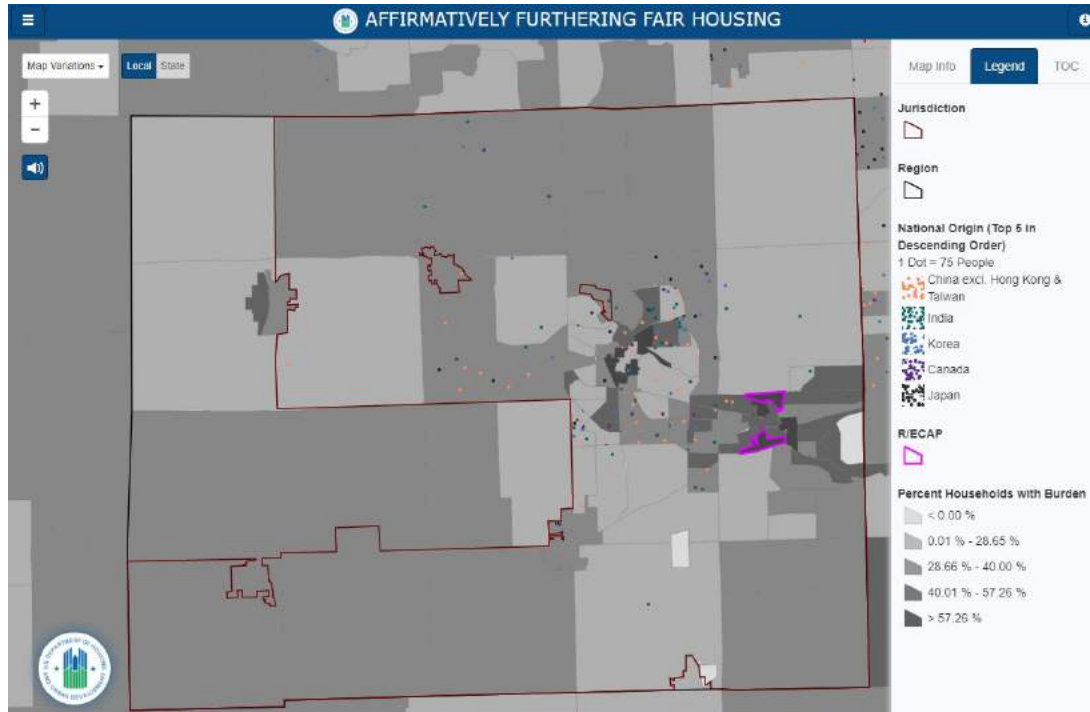 AFFIRMATIVELY FURTHERING FAIR HOUSING
Map Variations
Local State
+
−
Map Info Legend TOC
Jurisdiction
Region
National Origin (Top 5 in
Descending Order)
1 Dot = 75 People
China excl. Hong Kong &
Taiwan
India
Korea
Canada
Japan
R/ECAP
Percent Households with Burden
< 0.00 %
0.01 % - 28.65 %
28.66 % - 40.00 %
40.01 % - 57.26 %
> 57.26 %